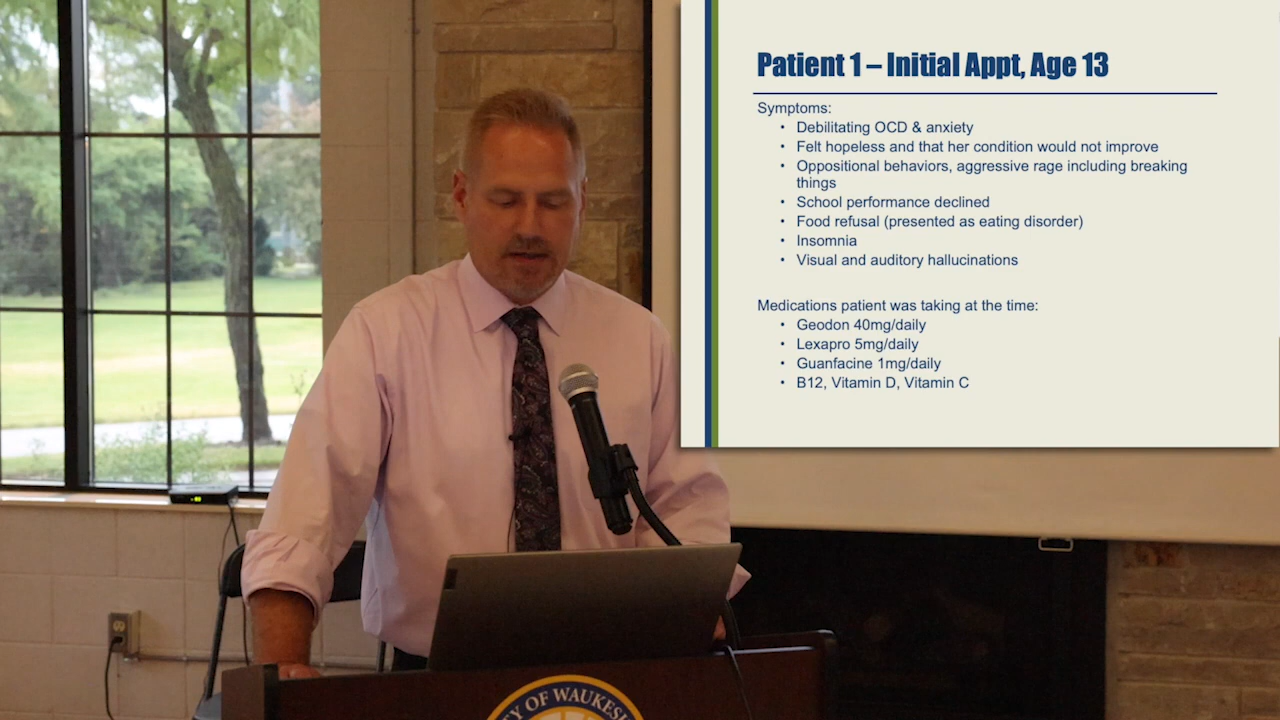 Patient 1 – Initial Appt, Age 13
Symptoms:
• Debilitating OCD & anxiety
• Felt hopeless and that her condition would not improve
• Oppositional behaviors, aggressive rage including breaking
things
• School performance declined
• Food refusal (presented as eating disorder)
• Insomnia
• Visual and auditory hallucinations
Medications patient was taking at the time:
• Geodon 40mg/daily
• Lexapro 5mg/daily
• Guanfacine 1mg/daily
• B12, Vitamin D, Vitamin C
OF